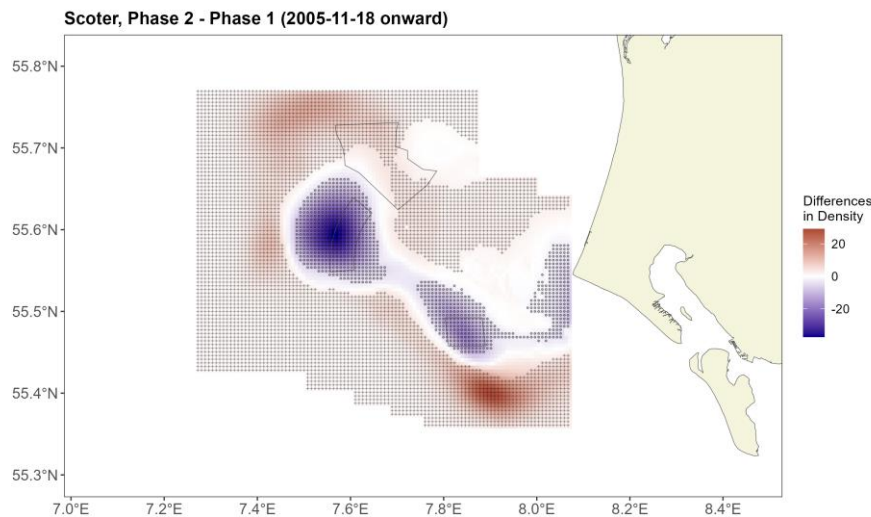 Scoter, Phase 2 - Phase 1 (2005-11-18 onward)
55.8°N
55.7°N
55.6°N
55.5°N
55.4°N
55.3°N
7.0°E 7.2°E 7.4°E 7.6°E 7.8°E 8.0°E 8.2°E 8.4°E
Differences
in Density
20
0
-20